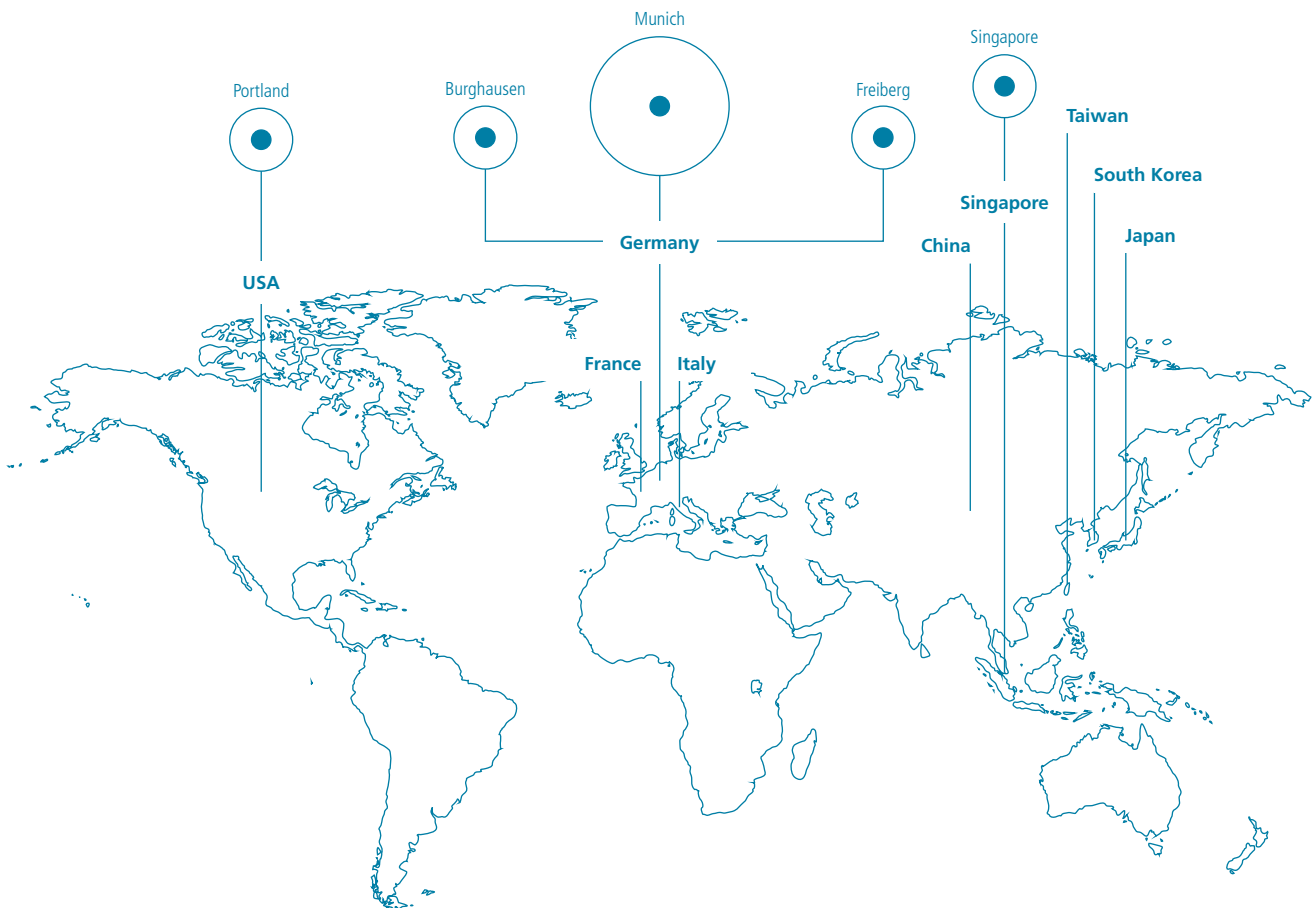 Munich
Singapore
Portland
Burghausen
Freiberg
Taiwan
South Korea
Singapore
Japan
Germany
China
USA
France
Italy